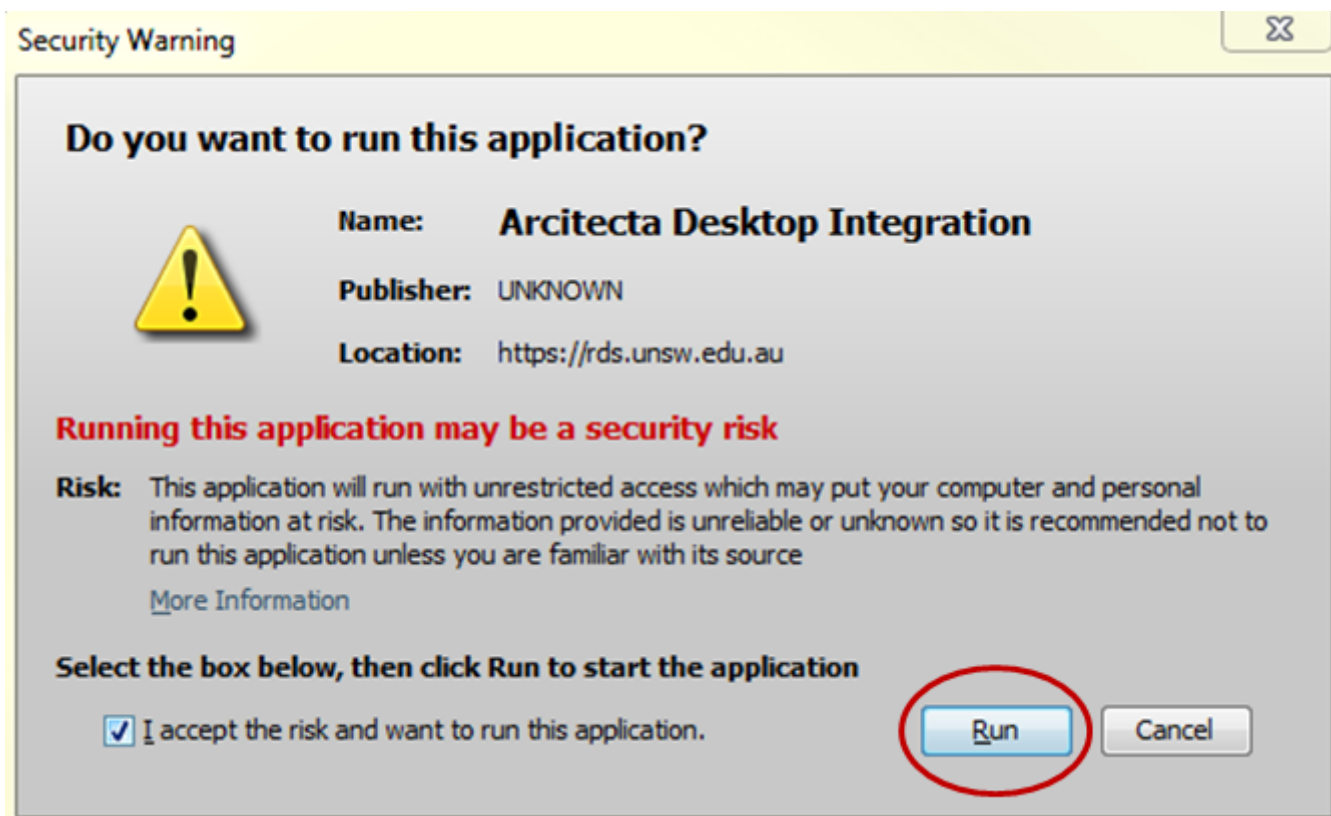 Security Warning
Do you want to run this application?
Name: Arcitecta Desktop Integration
Publisher: UNKNOWN
Location: https://rds.unsw.edu.au
Running this application may be a security risk
Risk: This application will run with unrestricted access which may put your computer and personal
information at risk. The information provided is unreliable or unknown so it is recommended not to
run this application unless you are familiar with its source
More Information
Select the box below, then click Run to start the application
I accept the risk and want to run this application.
Run Cancel